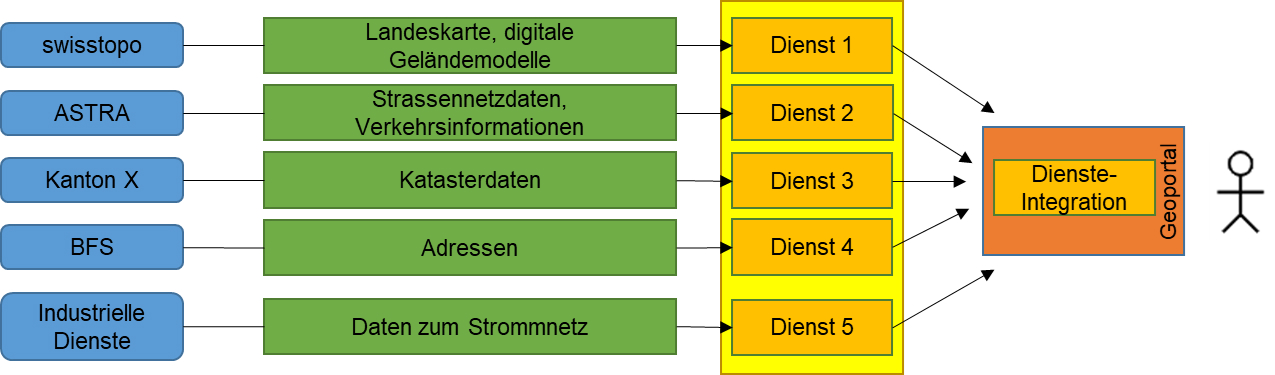 swisstopo
Landeskarte, digitale
Geländemodelle
Dienst 1
ASTRA
Strassennetzdaten,
Verkehrsinformationen
Dienst 2
Kanton X
Katasterdaten
Dienst 3
BFS
Adressen
Dienst 4
Industrielle
Dienste
Daten zum Strommnetz
Dienst 5
Dienste-
Integration
Geoportal